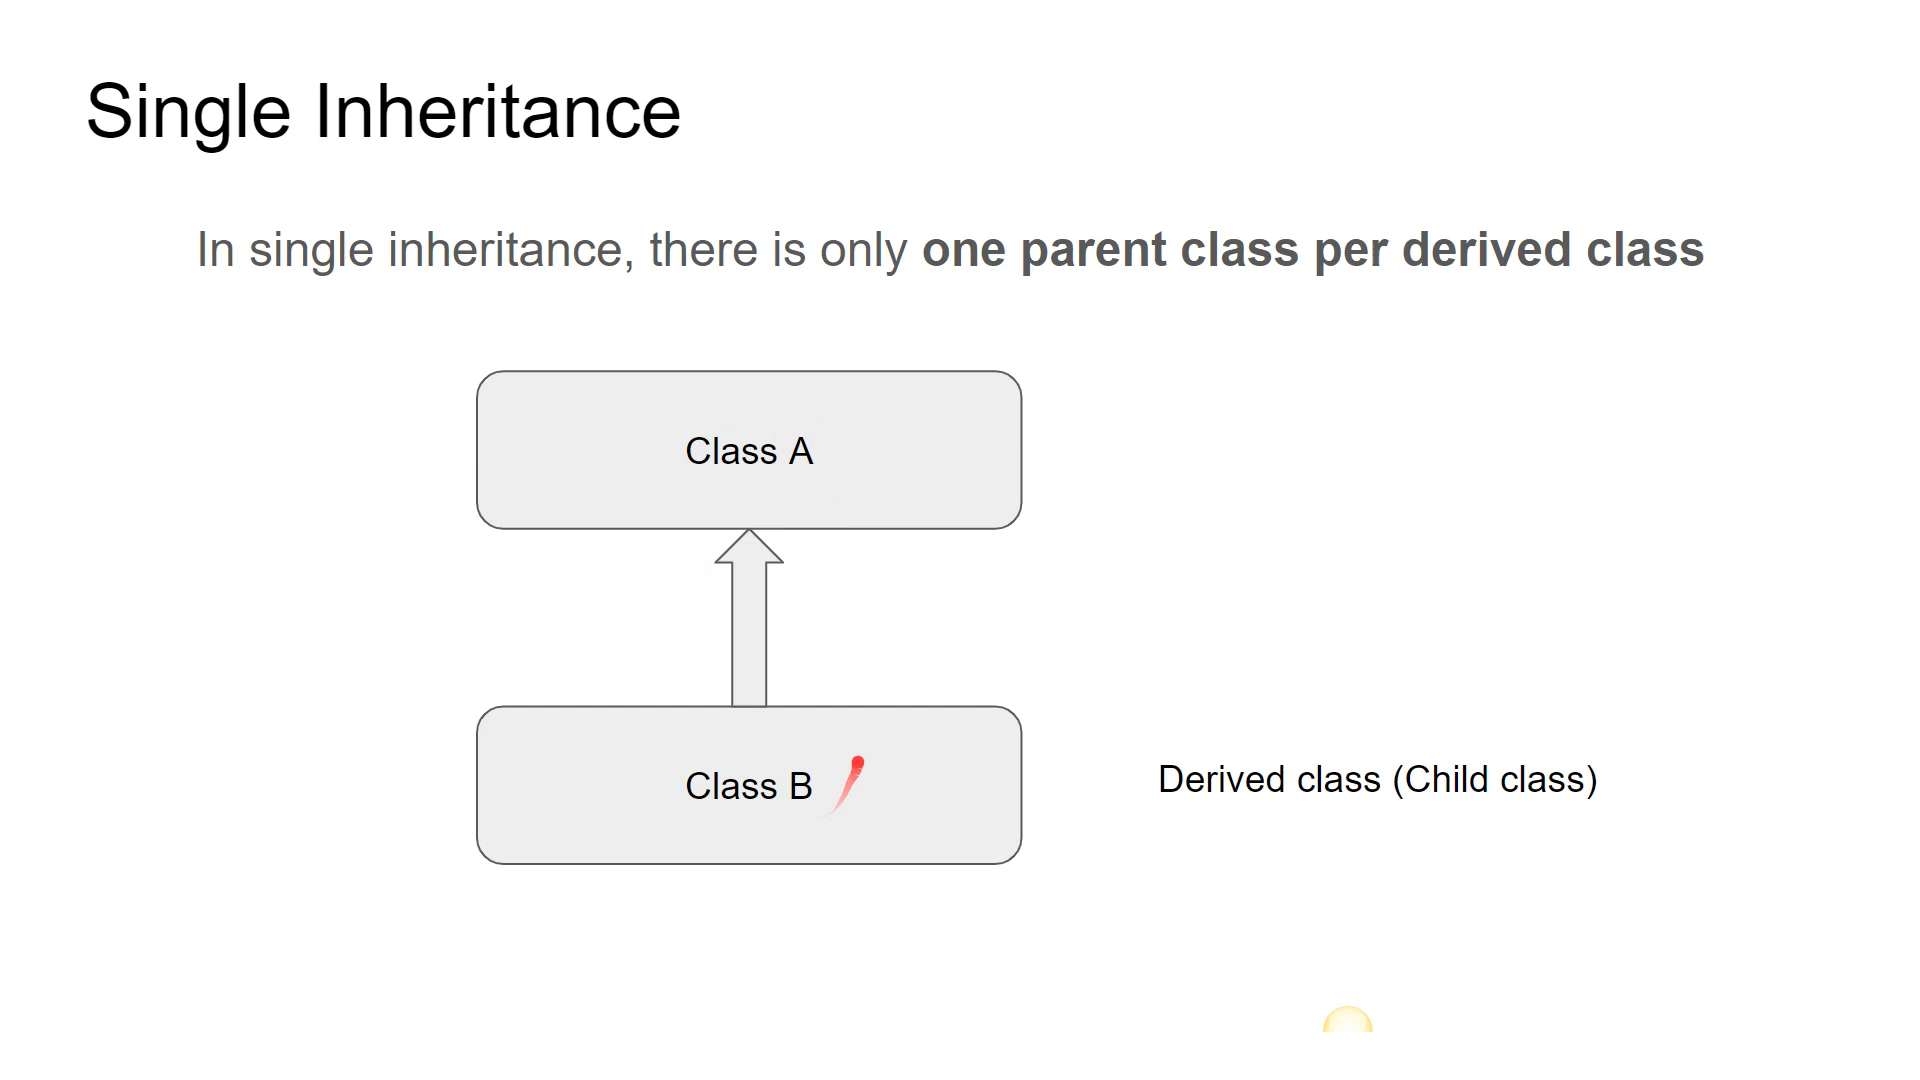 Single Inheritance
In single inheritance, there is only one parent class per derived class
Class A
Class B
Derived class (Child class)